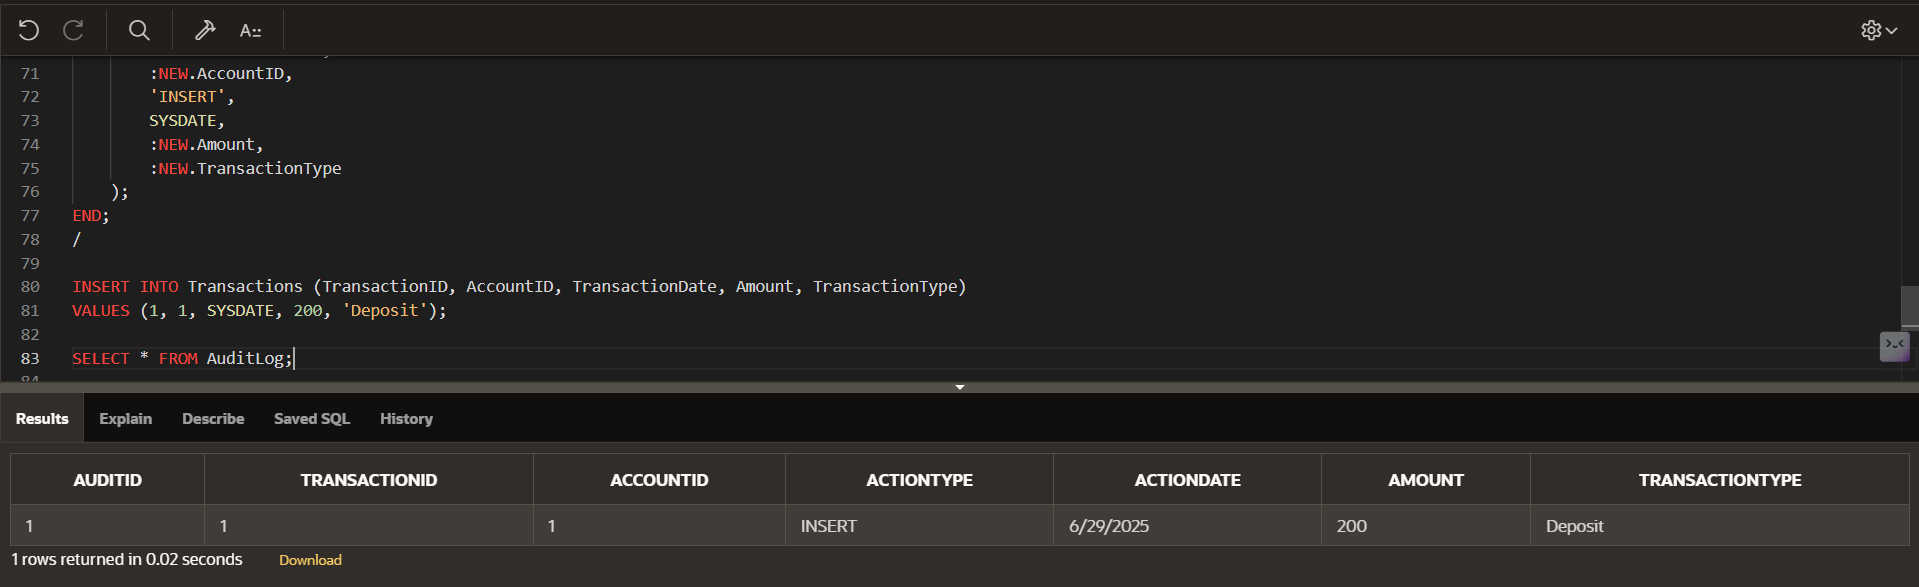 A::
71 :NEW.AccountID,
72 'INSERT',
73 SYSDATE,
74 :NEW.Amount,
75 :NEW.TransactionType
76 );
77 END;
78 /
79
80 INSERT INTO Transactions (TransactionID, AccountID, TransactionDate, Amount, TransactionType)
81 VALUES (1, 1, SYSDATE, 200, 'Deposit');
82
83 SELECT * FROM AuditLog;
84
Results Explain Describe Saved SQL History
AUDITID TRANSACTIONID ACCOUNTID ACTIONTYPE ACTIONDATE AMOUNT TRANSACTIONTYPE
1 1 1 INSERT 6/29/2025 200 Deposit
1 rows returned in 0.02 seconds Download